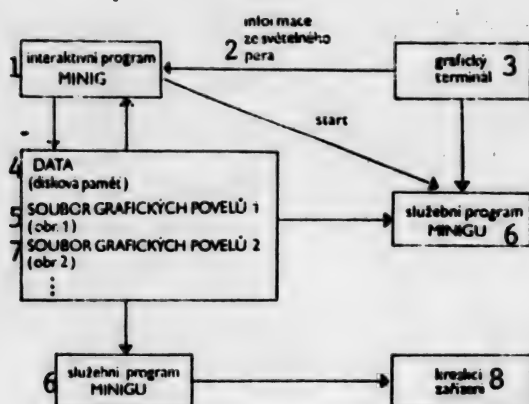 informace
ze světelného
pera
2
1
interaktivní program
MINIG
grafický
terminál
3
start
4
DATA
(disková paměť)
5
SOUBOR GRAFICKÝCH POVELŮ 1
(obr. 1)
7
SOUBOR GRAFICKÝCH POVELŮ 2
(obr. 2)
služební program
MINIGU
6
6
služební program
MINIGU
kreslicí
zařízení
8